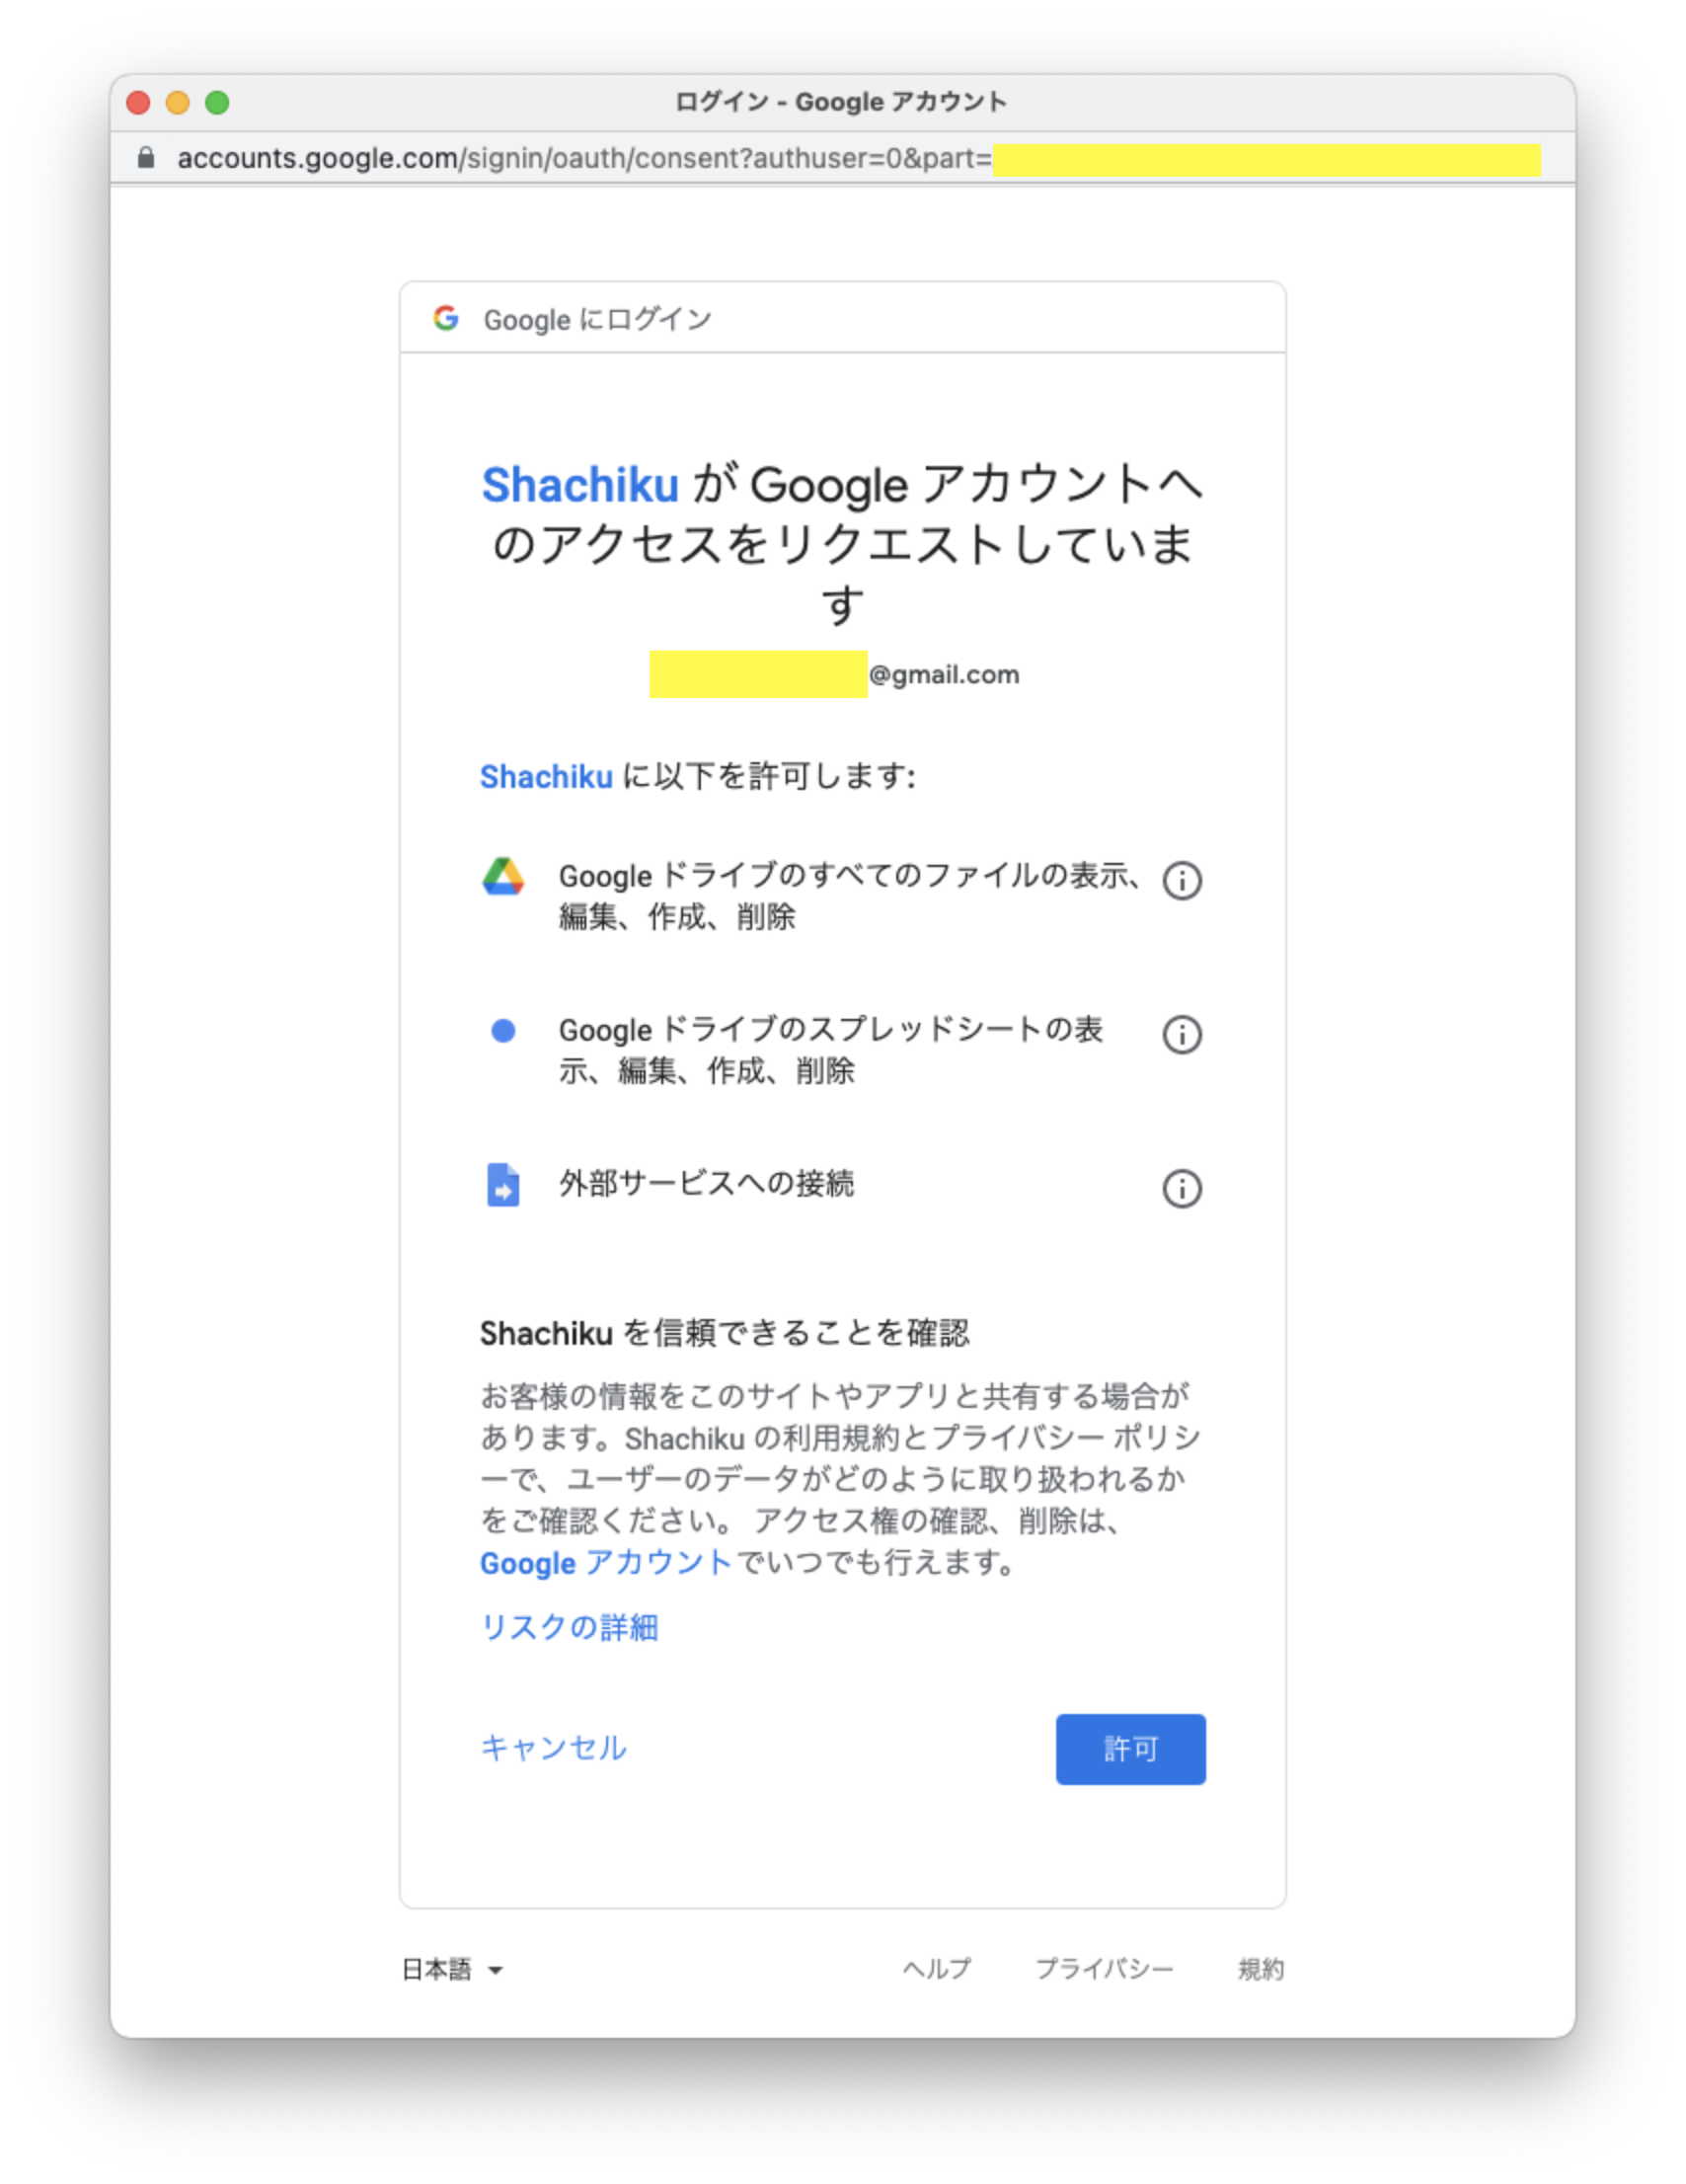 ログイン - Google アカウント
accounts.google.com/signin/oauth/consent?authuser=0&part=
Google にログイン
Shachiku が Google アカウントへ
のアクセスをリクエストしていま
す
@gmail.com
Shachiku に以下を許可します:
Google ドライブのすべてのファイルの表示、
編集、作成、削除
Google ドライブのスプレッドシートの表
示、編集、作成、削除
外部サービスへの接続
Shachiku を信頼できることを確認
お客様の情報をこのサイトやアプリと共有する場合が
あります。Shachiku の利用規約とプライバシー ポリシ
ーで、ユーザーのデータがどのように取り扱われるか
をご確認ください。 アクセス権の確認、削除は、
Google アカウントでいつでも行えます。
リスクの詳細
キャンセル 許可
日本語 ヘルプ プライバシー 規約